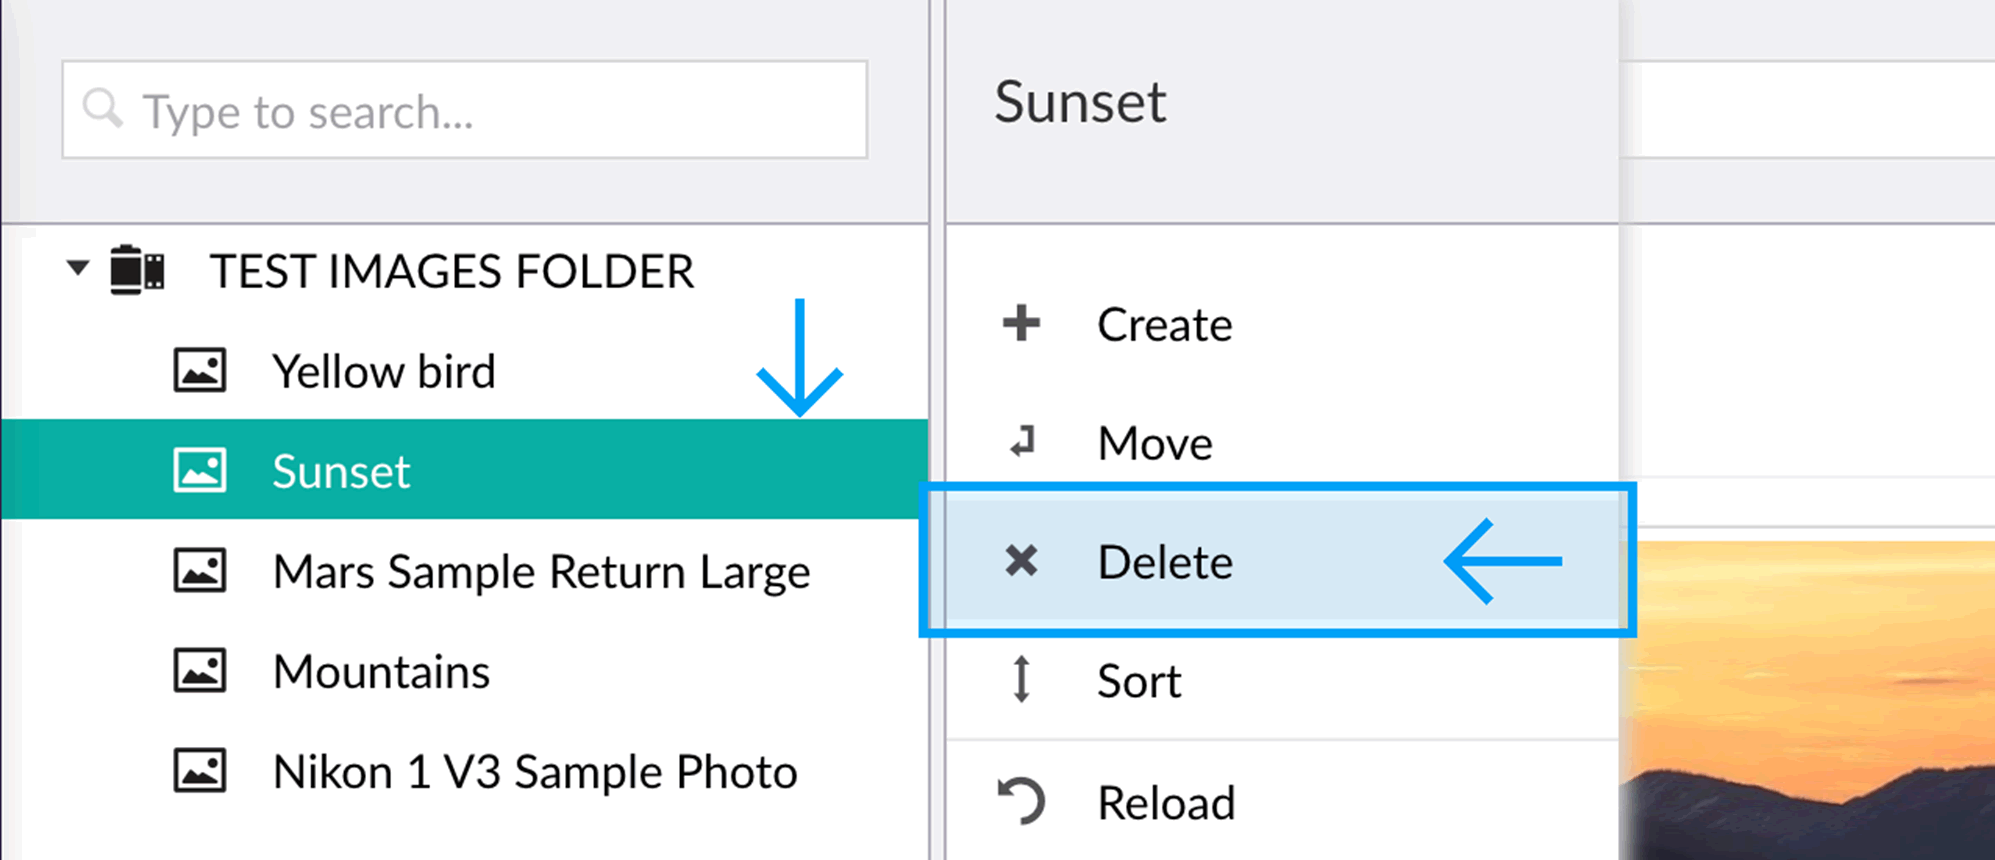 Type to search...
TEST IMAGES FOLDER
Yellow bird
Sunset
Mars Sample Return Large
Mountains
Nikon 1 V3 Sample Photo
Sunset
Create
Move
Delete
Sort
Reload